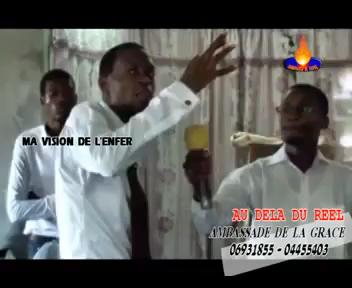 MA VISION DE L'ENFER
AU DELA DU REEL
AMBASSADE DE LA GRACE
06931855 - 04455403